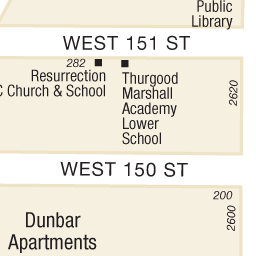 Public
Library
WEST 151 ST
282
Resurrection
C Church & School
Thurgood
Marshall
Academy
Lower
School
2620
WEST 150 ST
200
2600
Dunbar
Apartments